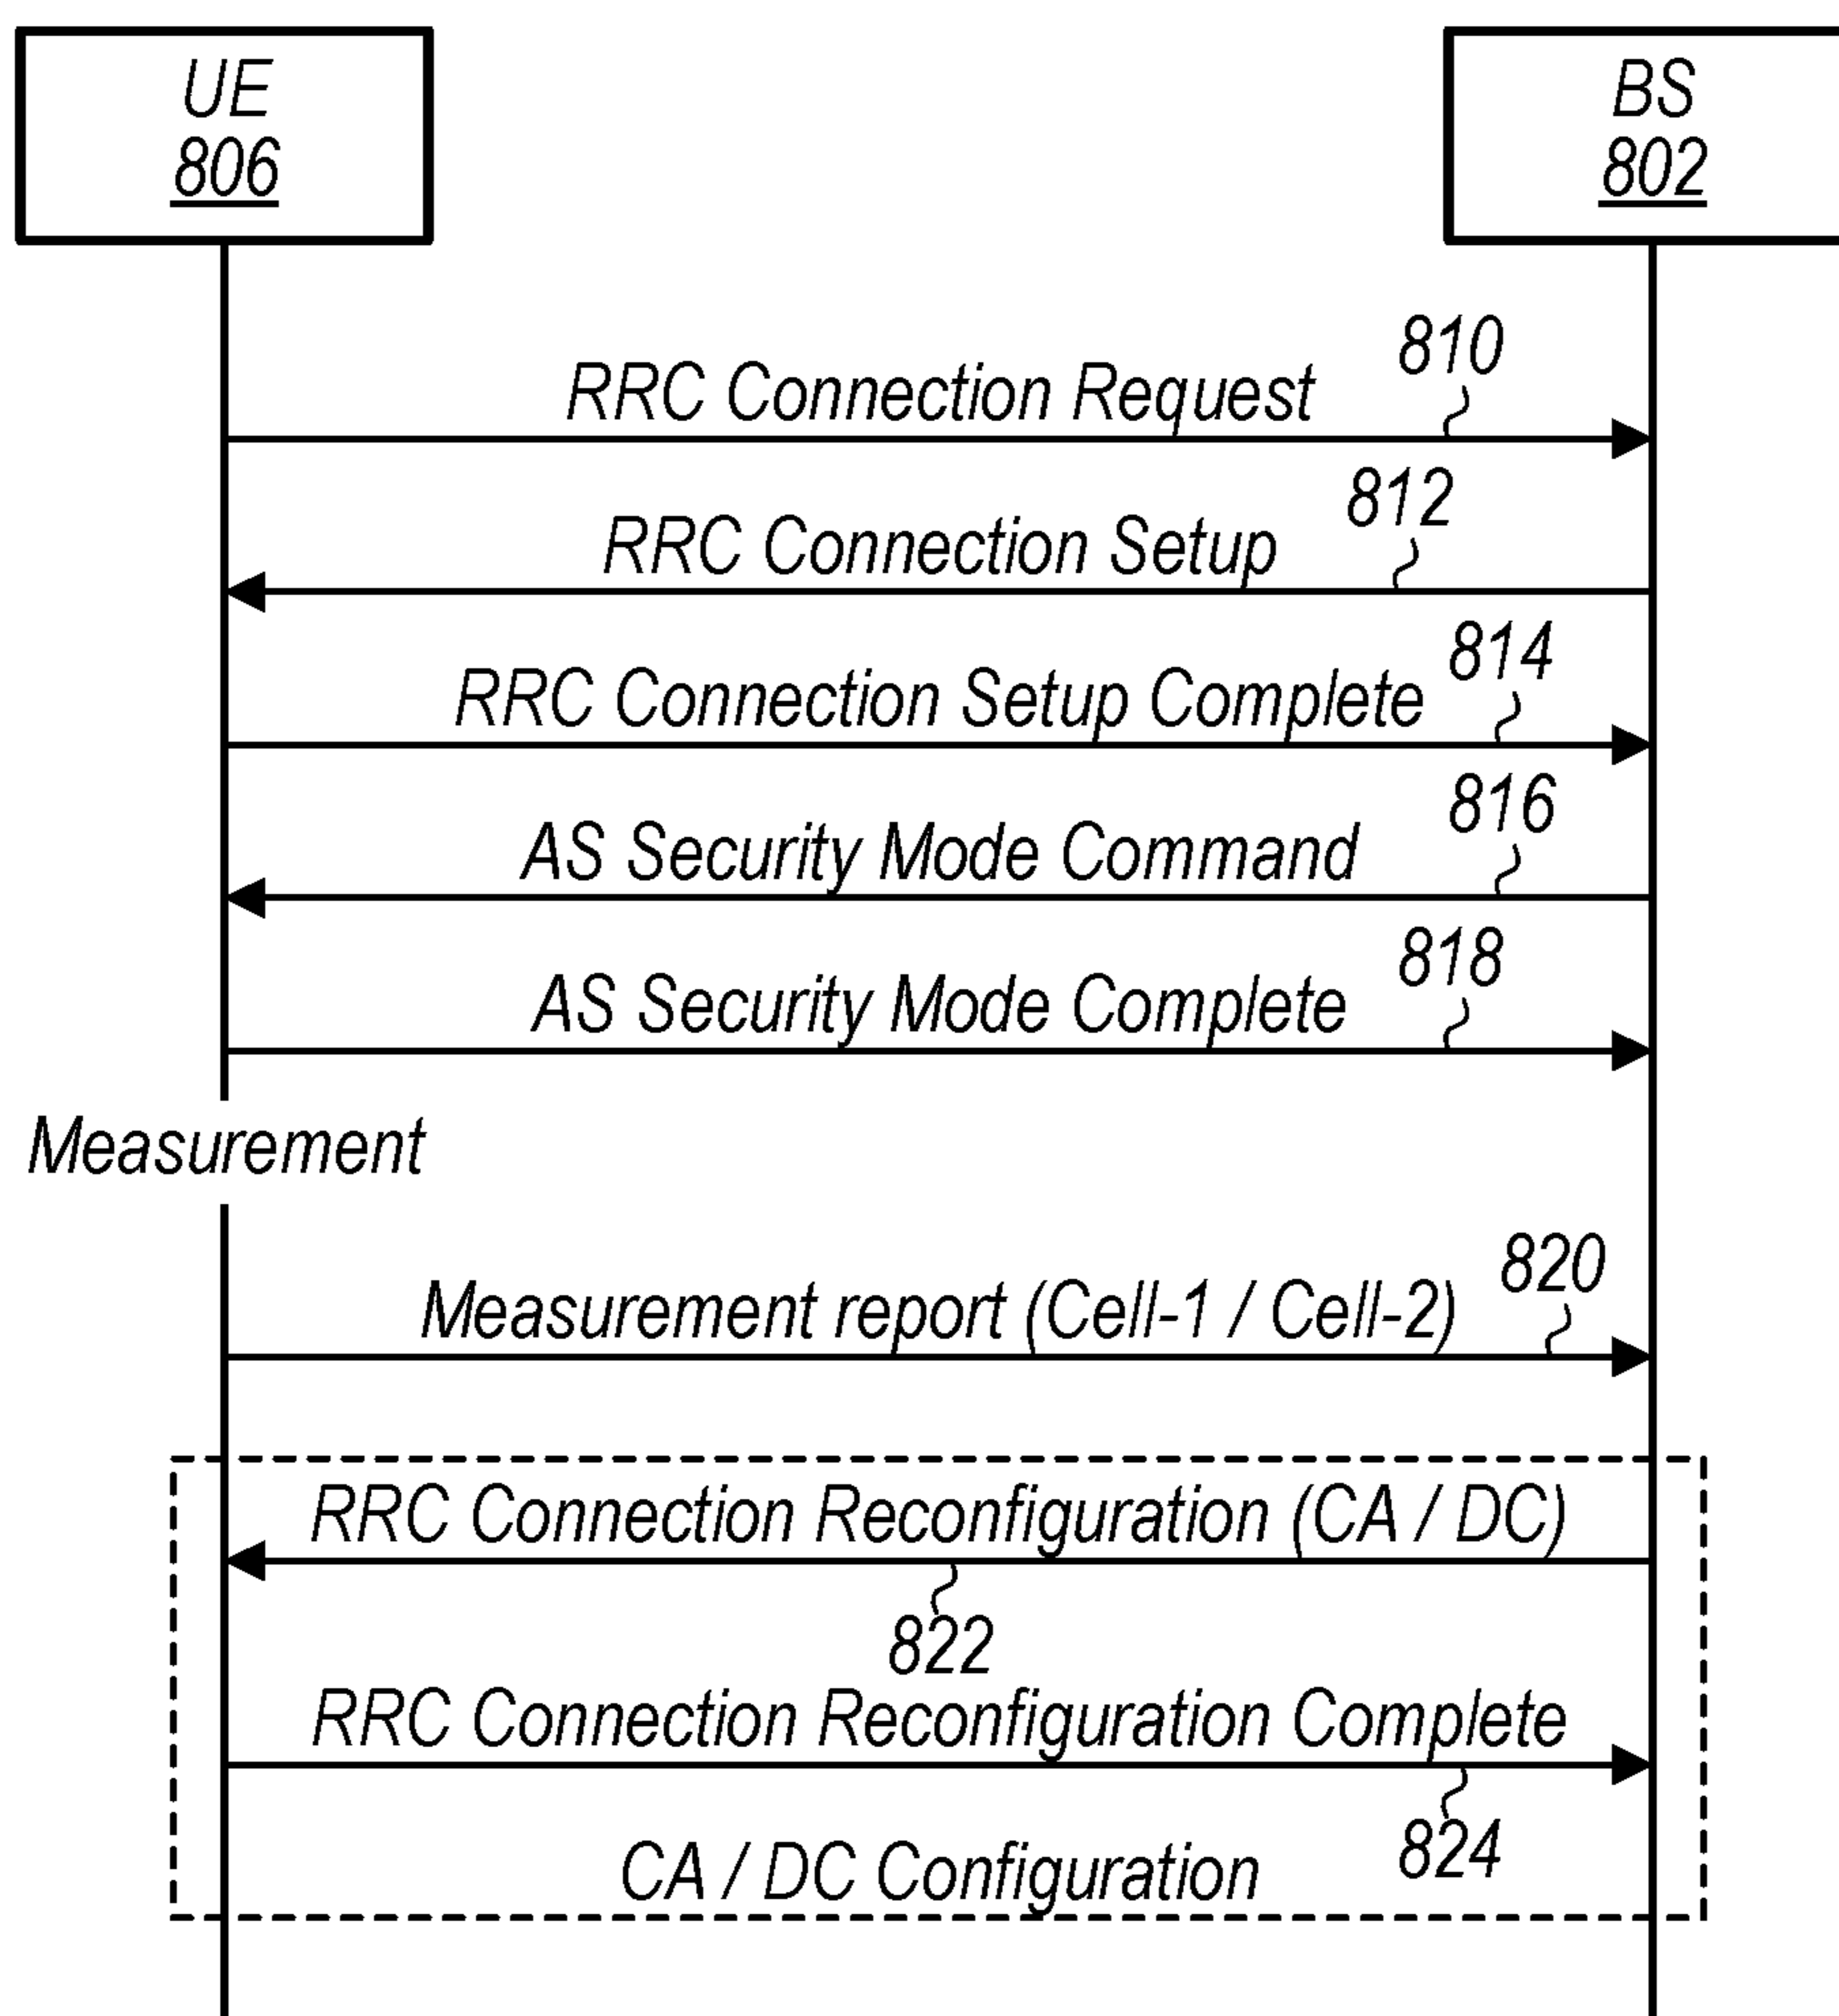 UE
806
BS
802
810
RRC Connection Request
812
RRC Connection Setup
814
RRC Connection Setup Complete
816
AS Security Mode Command
818
AS Security Mode Complete
Measurement
820
Measurement report (Cell-1 / Cell-2)
RRC Connection Reconfiguration (CA / DC)
822
RRC Connection Reconfiguration Complete
824
CA / DC Configuration